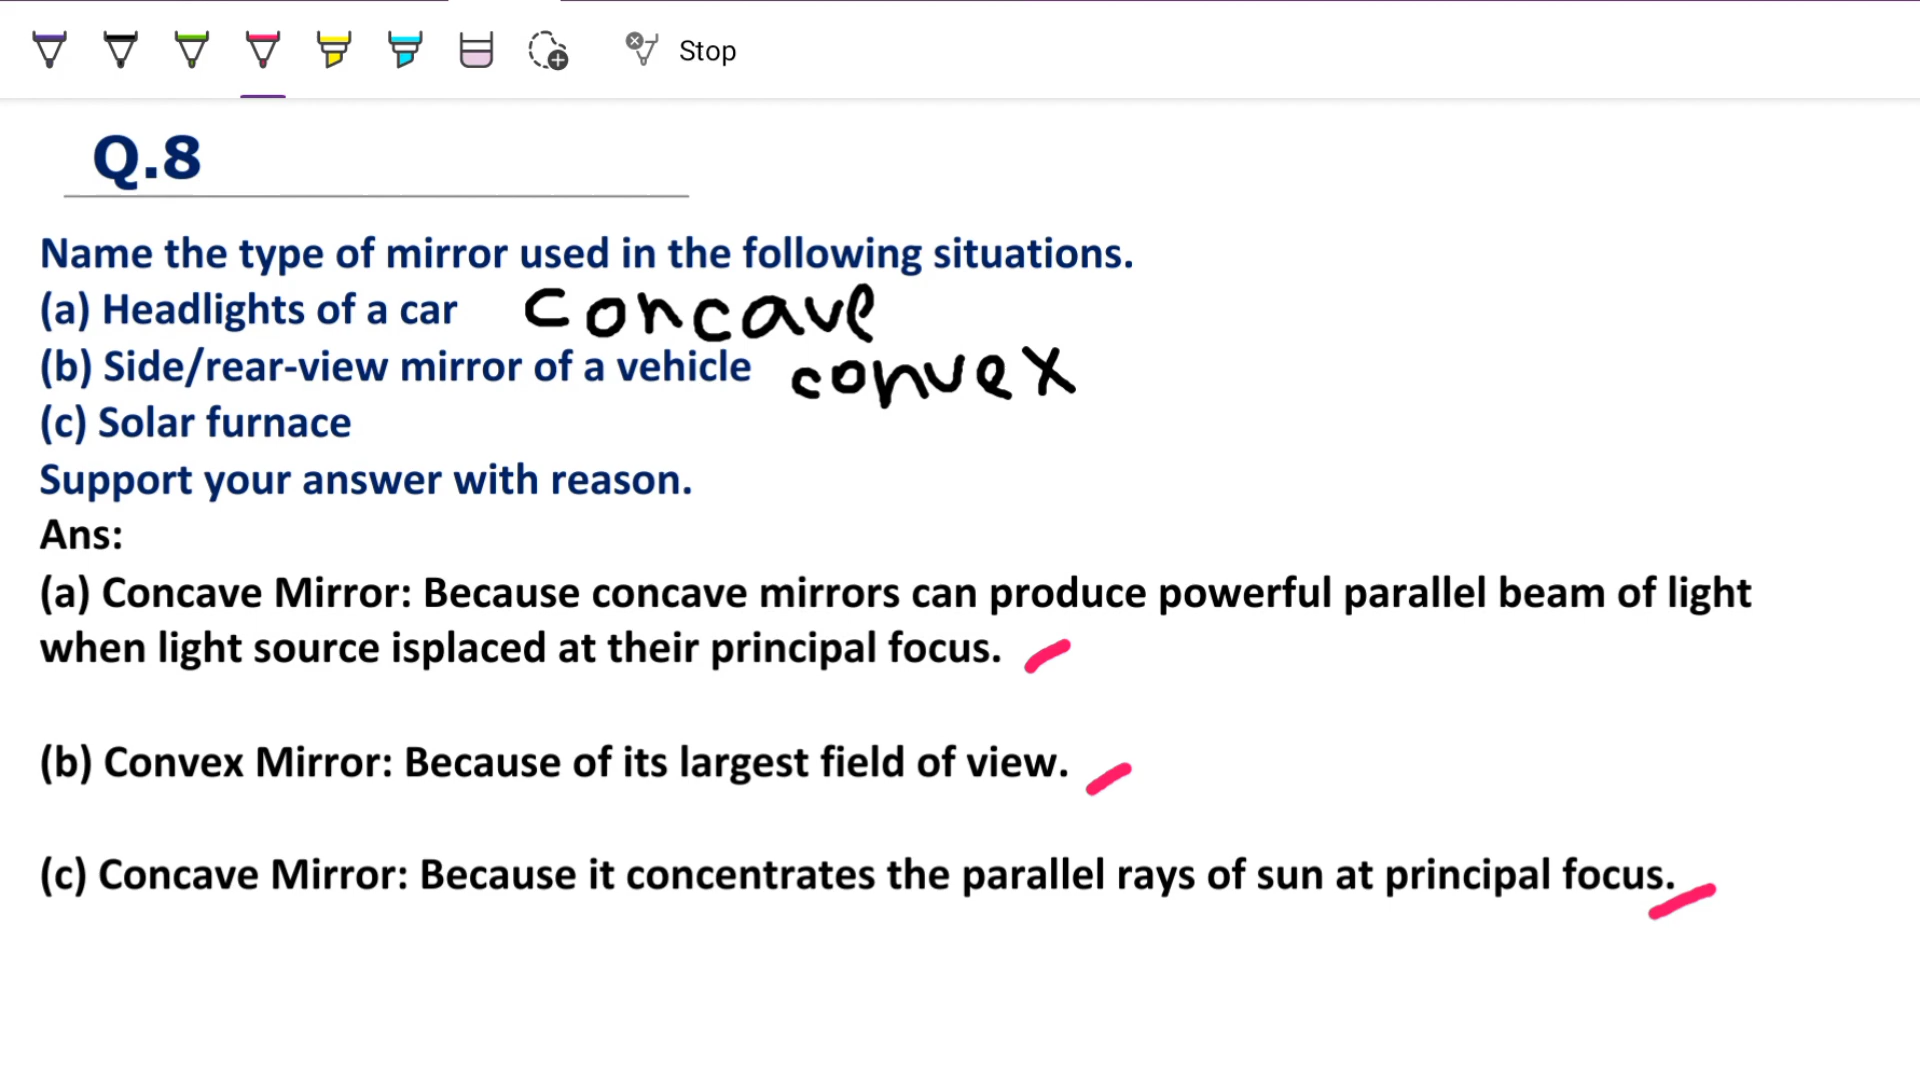 Stop
Q.8
Name the type of mirror used in the following situations.
(a) Headlights of a car concave
(b) Side/rear-view mirror of a vehicle convex
(c) Solar furnace
Support your answer with reason.
Ans:
(a) Concave Mirror: Because concave mirrors can produce powerful parallel beam of light
when light source isplaced at their principal focus.
(b) Convex Mirror: Because of its largest field of view.
(c) Concave Mirror: Because it concentrates the parallel rays of sun at principal focus.